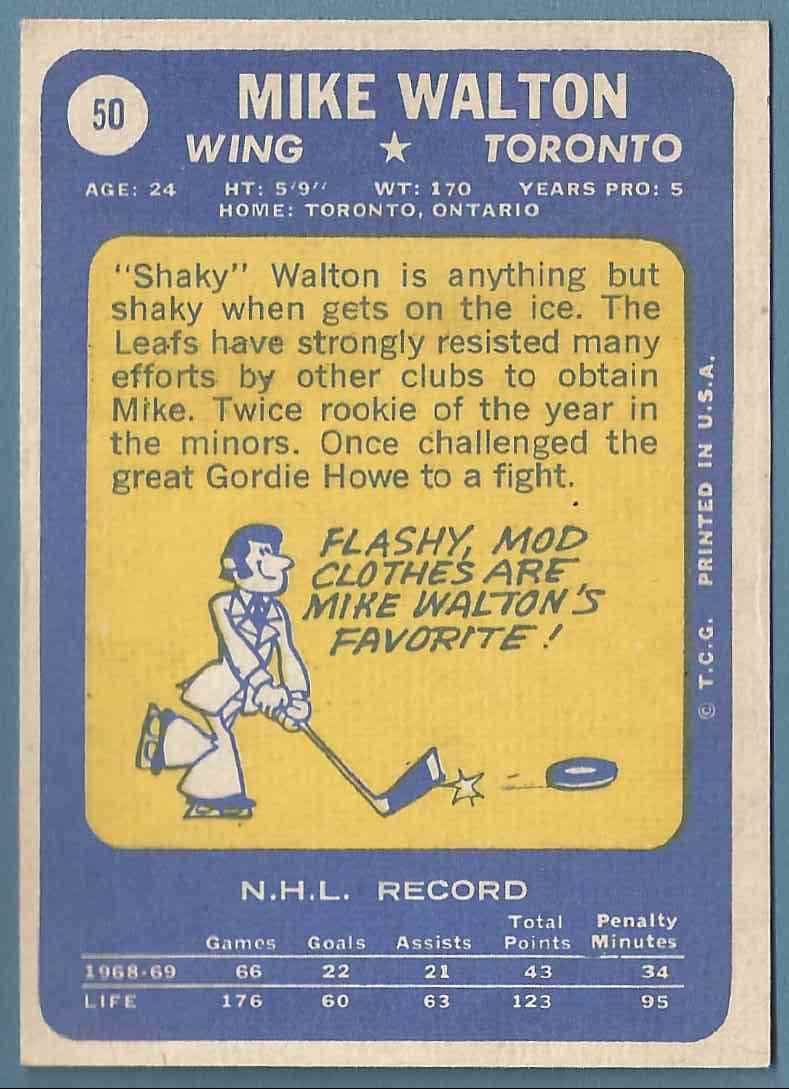 50
MIKE WALTON
WING ★ TORONTO
AGE: 24 HT: 5'9" WT: 170 YEARS PRO: 5
HOME: TORONTO, ONTARIO
"Shaky" Walton is anything but
shaky when gets on the ice. The
Leafs have strongly resisted many
efforts by other clubs to obtain
Mike. Twice rookie of the year in
the minors. Once challenged the
great Gordie Howe to a fight.
FLASHY, MOD
CLOTHES ARE
MIKE WALTON'S
FAVORITE!
© T.C.G. PRINTED IN U.S.A.
N.H.L. RECORD
Games Goals Assists Total Points Penalty Minutes
1968-69 66 22 21 43 34
LIFE 176 60 63 123 95